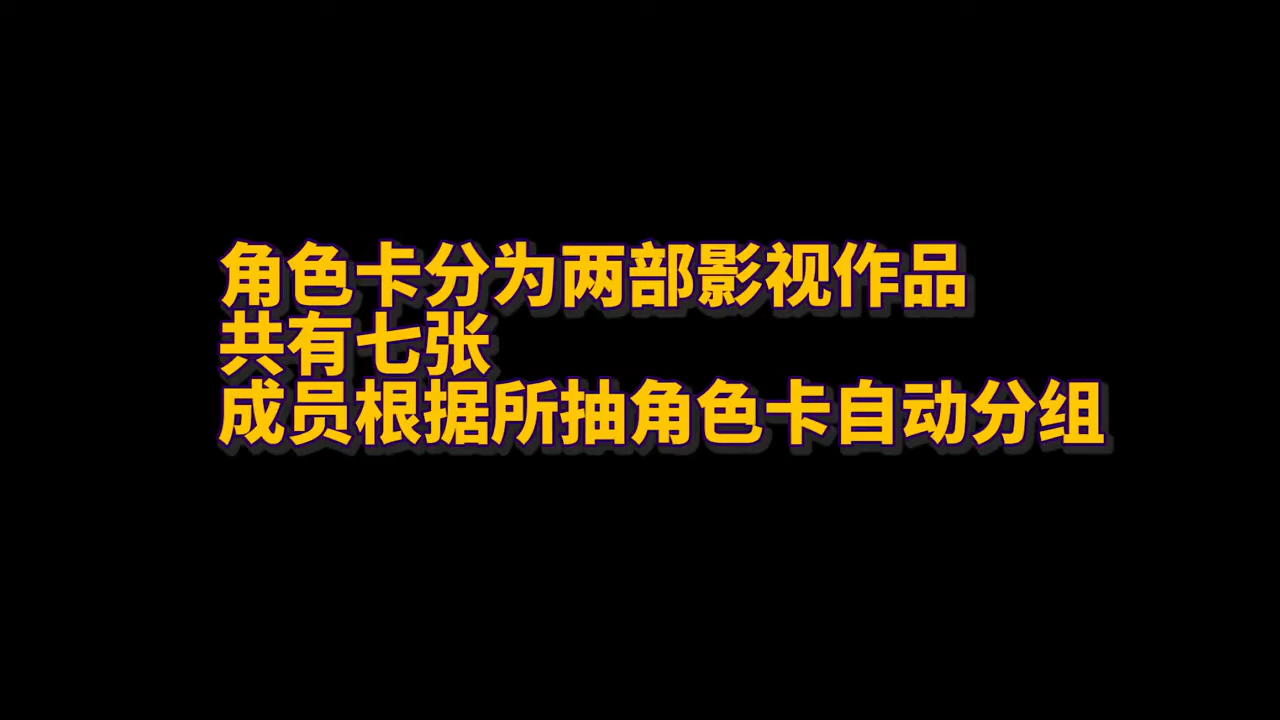 角色卡分为两部影视作品
共有七张
成员根据所抽角色卡自动分组